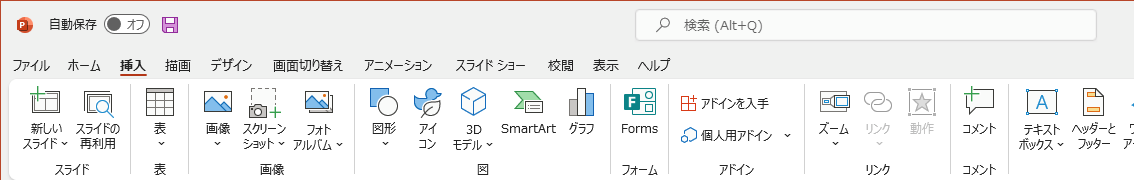 自動保存 オフ 検索 (Alt+Q)
ファイル ホーム 挿入 描画 デザイン 画面切り替え アニメーション スライド ショー 校閲 表示 ヘルプ
新しい スライドの 表 画像 スクリーン フォト 図形 アイ 3D SmartArt グラフ Forms アドインを入手 ズーム リンク 動作 コメント テキスト ヘッダーと
スライド 再利用 ショット アルバム コン モデル 個人用アドイン ボックス フッター
スライド 表 画像 図 フォーム アドイン リンク コメント